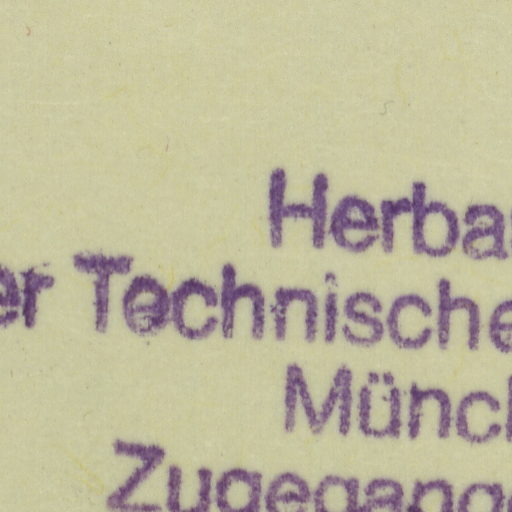 Herba
er Technische
Münch
Zugegange